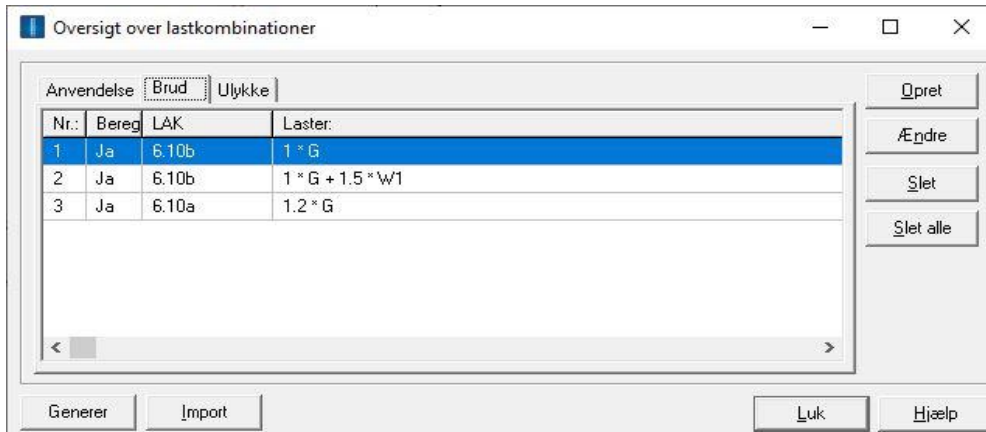 Oversigt over lastkombinationer
Anvendelse Brud Ulykke
Nr.: Bereg LAK Laster:
1 Ja 6.10b 1 * G
2 Ja 6.10b 1 * G + 1.5 * W1
3 Ja 6.10a 1.2 * G
Opret
Ændre
Slet
Slet alle
Generer Import Luk Hjælp